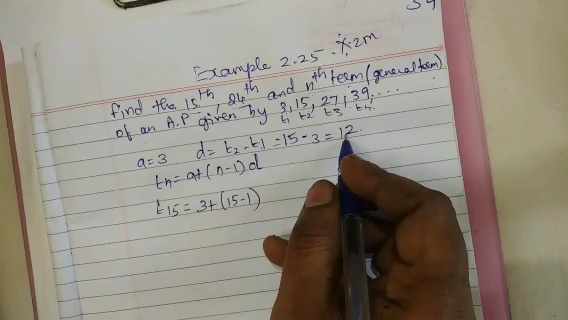 Example 2.25. 2m
find the 15th, 24th and nth term (general term)
of an A.P given by 3, 15, 27, 39.....
t1 t2 t3 t4
a=3 d= t2-t1 =15-3=12.
tn= a+(n-1)d
t15= 3+(15-1)